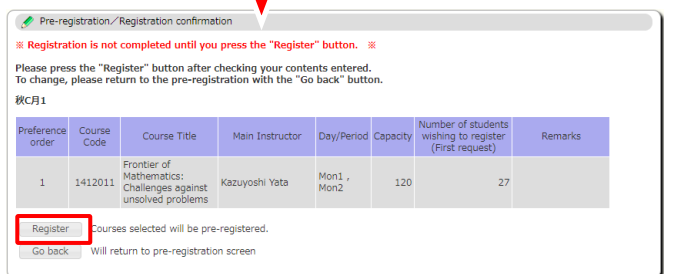 Pre-registration／Registration confirmation
※ Registration is not completed until you press the "Register" button. ※
Please press the "Register" button after checking your contents entered.
To change, please return to the pre-registration with the "Go back" button.
秋C月1
Preference order Course Code Course Title Main Instructor Day/Period Capacity Number of students wishing to register (First request) Remarks
1 1412011 Frontier of Mathematics: Challenges against unsolved problems Kazuyoshi Yata Mon1 , Mon2 120 27
Register Courses selected will be pre-registered.
Go back Will return to pre-registration screen